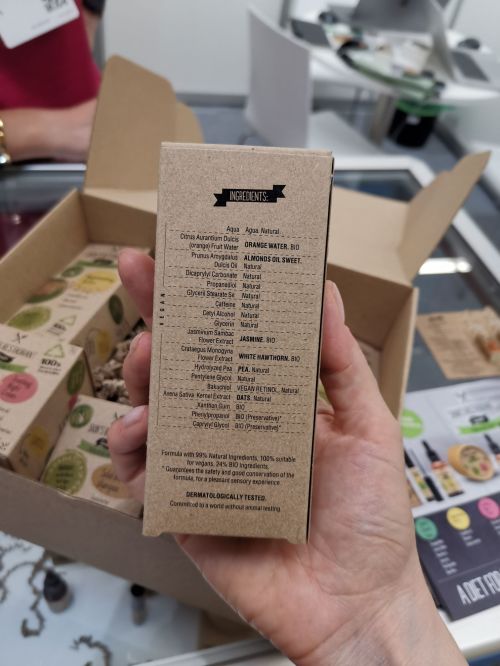 INGREDIENTS:
Aqua Agua. Natural
Citrus Aurantium Dulcis
(orange) Fruit Water ORANGE WATER. BIO
Prunus Amygdalus ALMONDS OIL SWEET.
Dulcis Oil Natural
Dicaprylyl Carbonate Natural
Propanediol Natural
Glyceril Stearate Se Natural
Caffeine Natural
Cetyl Alcohol Natural
Glycerin Natural
Jasminum Sambac
Flower Extract JASMINE. BIO
Crataegus Monogyna
Flower Extract WHITE HAWTHORN. BIO
Hydrolyzed Pea PEA. Natural
Pentylene Glycol Natural
Bakuchiol VEGAN RETINOL. Natural
Avena Sativa Kernel Extract OATS. Natural
Xanthan Gum BIO
Phenylpropanol BIO (Preservative)*
Caprylyl Glycol BIO (Preservative)*
VEGAN
Formula with 99% Natural Ingredients, 100% suitable
for vegans. 24% BIO Ingredients.
* Guarantees the safety and good conservation of the
formula, for a pleasant sensory experience
DERMATOLOGICALLY TESTED.
Committed to a world without animal testing
100%
A DIET FO